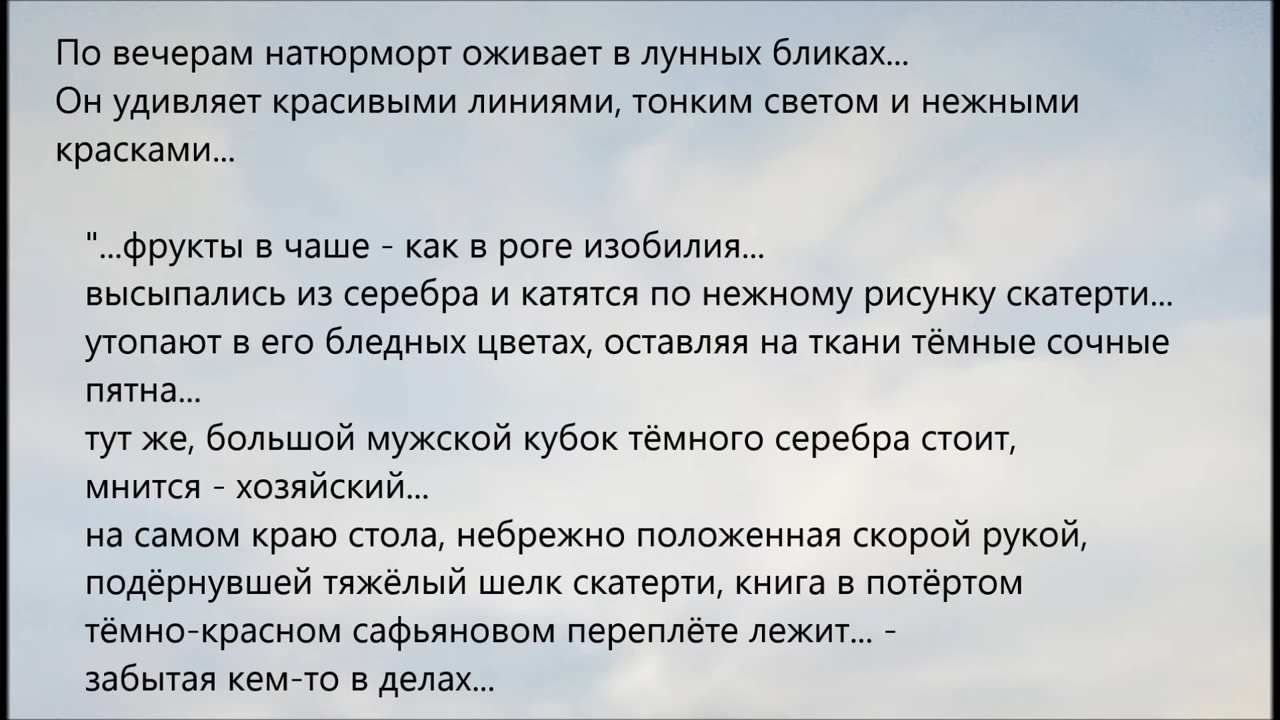 По вечерам натюрморт оживает в лунных бликах...
Он удивляет красивыми линиями, тонким светом и нежными
красками...
"...фрукты в чаше - как в роге изобилия...
высыпались из серебра и катятся по нежному рисунку скатерти...
утопают в его бледных цветах, оставляя на ткани тёмные сочные
пятна...
тут же, большой мужской кубок тёмного серебра стоит,
мнится - хозяйский...
на самом краю стола, небрежно положенная скорой рукой,
подёрнувшей тяжёлый шелк скатерти, книга в потёртом
тёмно-красном сафьяновом переплёте лежит... -
забытая кем-то в делах...